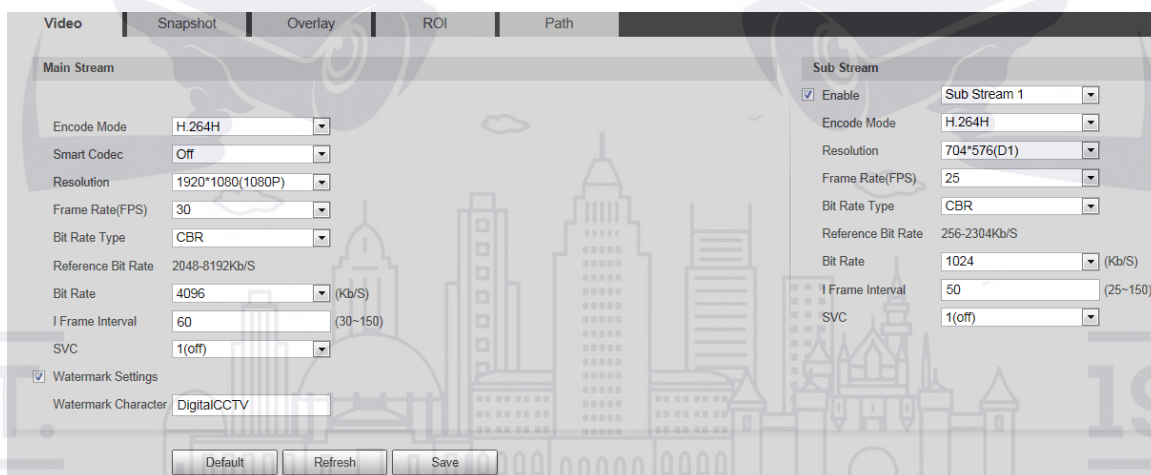 Video Snapshot Overlay ROI Path
Main Stream
Encode Mode H.264H
Smart Codec Off
Resolution 1920*1080(1080P)
Frame Rate(FPS) 30
Bit Rate Type CBR
Reference Bit Rate 2048-8192Kb/S
Bit Rate 4096 (Kb/S)
I Frame Interval 60 (30~150)
SVC 1(off)
Watermark Settings
Watermark Character DigitalCCTV
Default Refresh Save
Sub Stream
Enable Sub Stream 1
Encode Mode H.264H
Resolution 704*576(D1)
Frame Rate(FPS) 25
Bit Rate Type CBR
Reference Bit Rate 256-2304Kb/S
Bit Rate 1024 (Kb/S)
I Frame Interval 50 (25~150)
SVC 1(off)